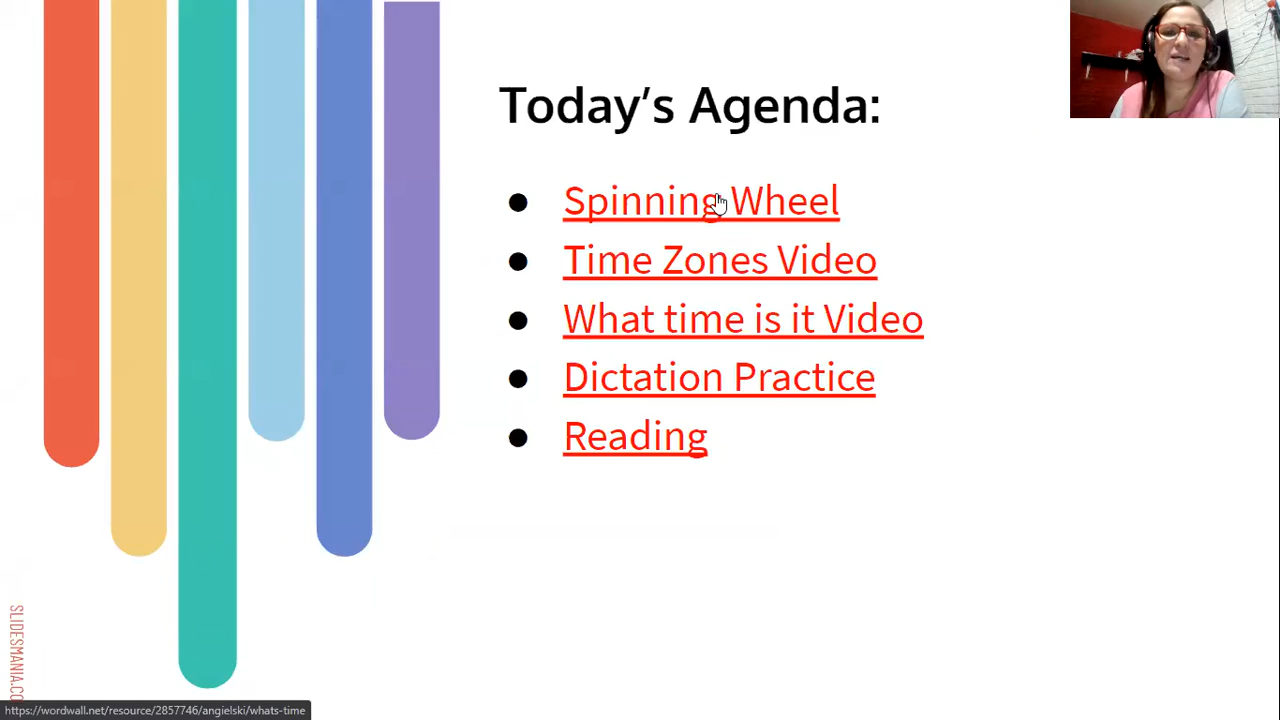 Today's Agenda:
● Spinning Wheel
● Time Zones Video
● What time is it Video
● Dictation Practice
● Reading
SLIDESMANIA.CO
https://wordwall.net/resource/2857746/angielski/whats-time